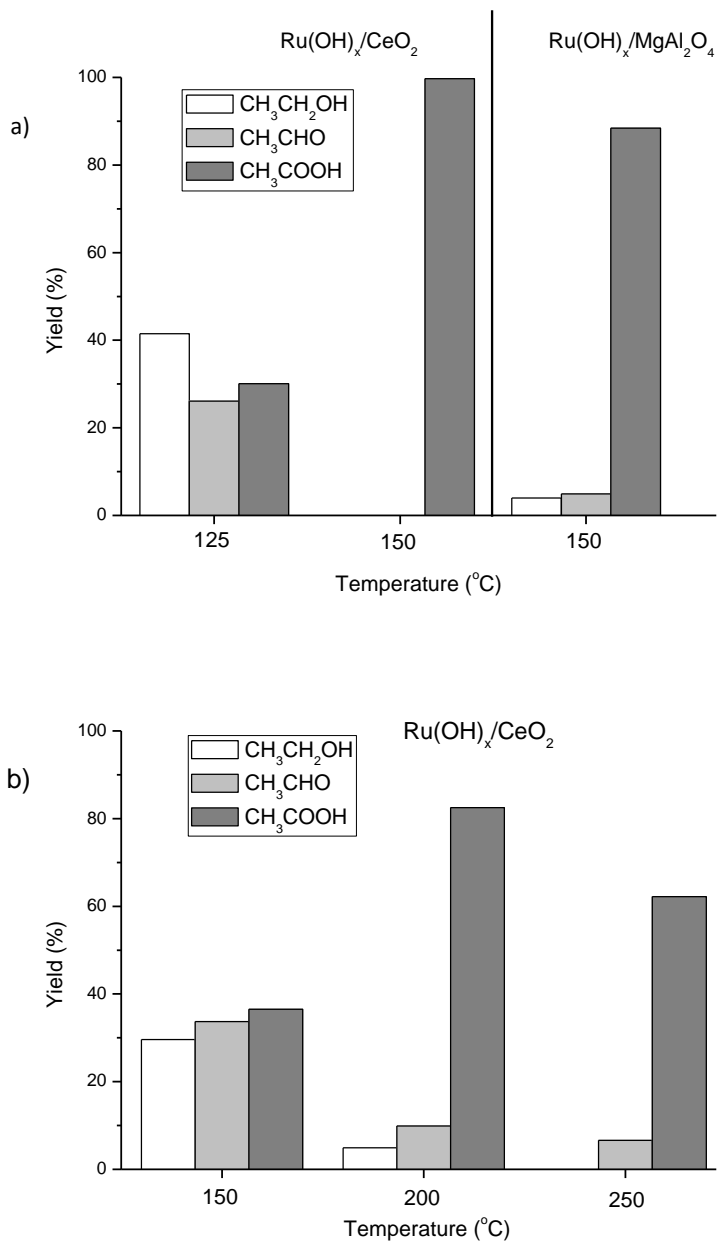 Ru(OH)ₓ/CeO₂ Ru(OH)ₓ/MgAl₂O₄
a)
100
80
60
40
20
0
Yield (%)
CH₃CH₂OH
CH₃CHO
CH₃COOH
125 150 150
Temperature (°C)
Ru(OH)ₓ/CeO₂
b)
100
80
60
40
20
0
Yield (%)
CH₃CH₂OH
CH₃CHO
CH₃COOH
150 200 250
Temperature (°C)